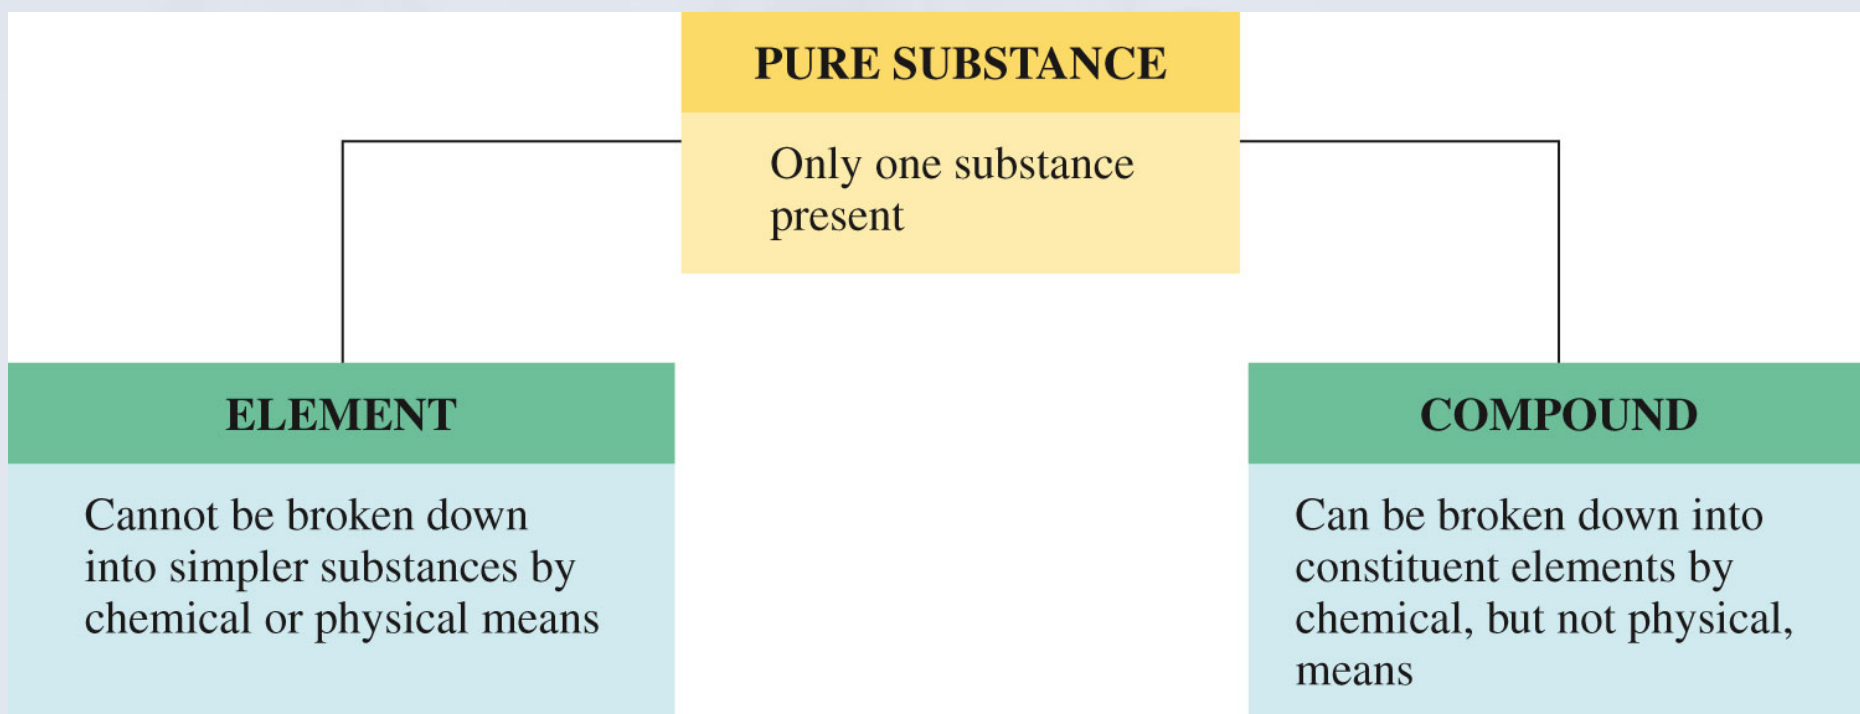 PURE SUBSTANCE
Only one substance
present
ELEMENT
Cannot be broken down
into simpler substances by
chemical or physical means
COMPOUND
Can be broken down into
constituent elements by
chemical, but not physical,
means